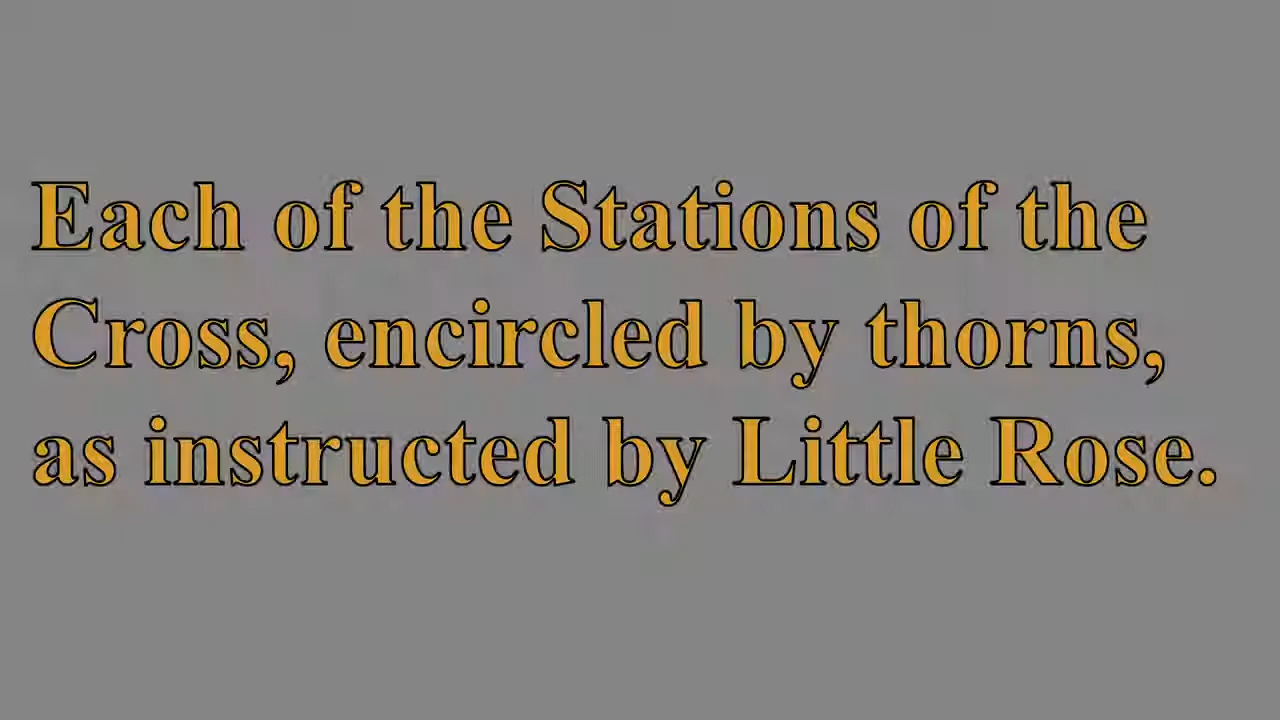 Each of the Stations of the
Cross, encircled by thorns,
as instructed by Little Rose.